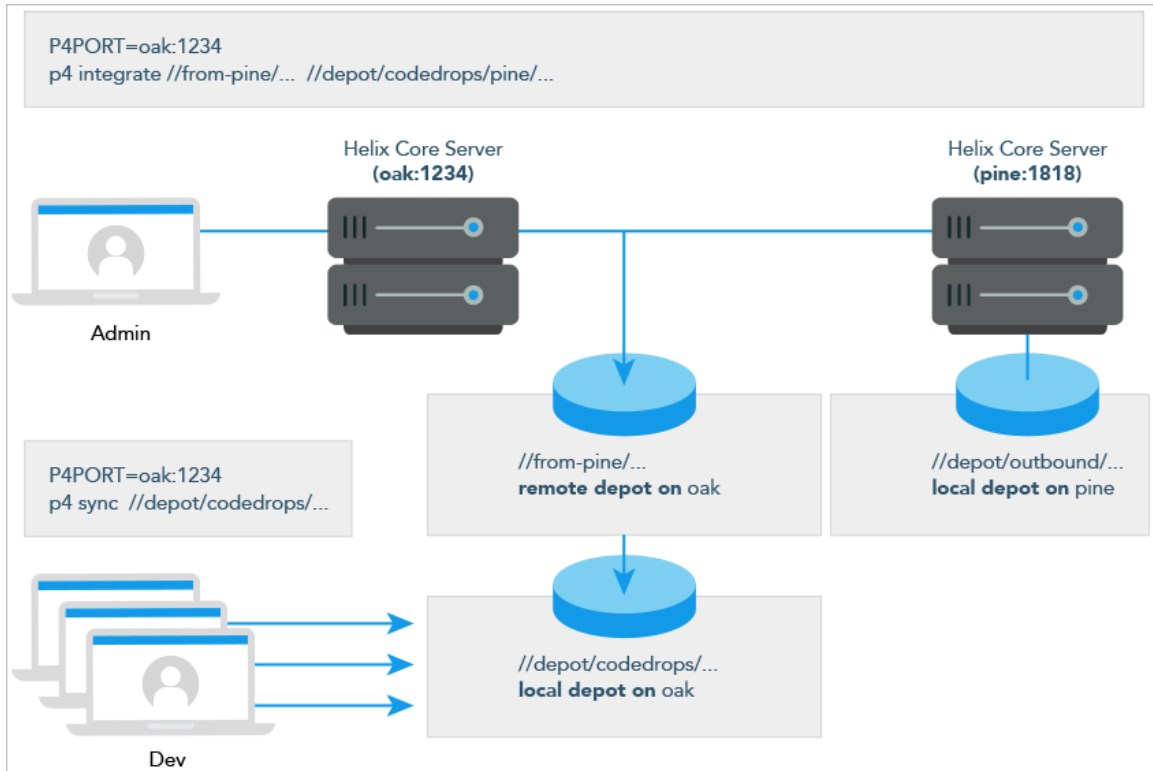 P4PORT=oak:1234
p4 integrate //from-pine/... //depot/codedrops/pine/...
Helix Core Server
(oak:1234)
Helix Core Server
(pine:1818)
Admin
//from-pine/...
remote depot on oak
//depot/outbound/...
local depot on pine
P4PORT=oak:1234
p4 sync //depot/codedrops/...
//depot/codedrops/...
local depot on oak
Dev